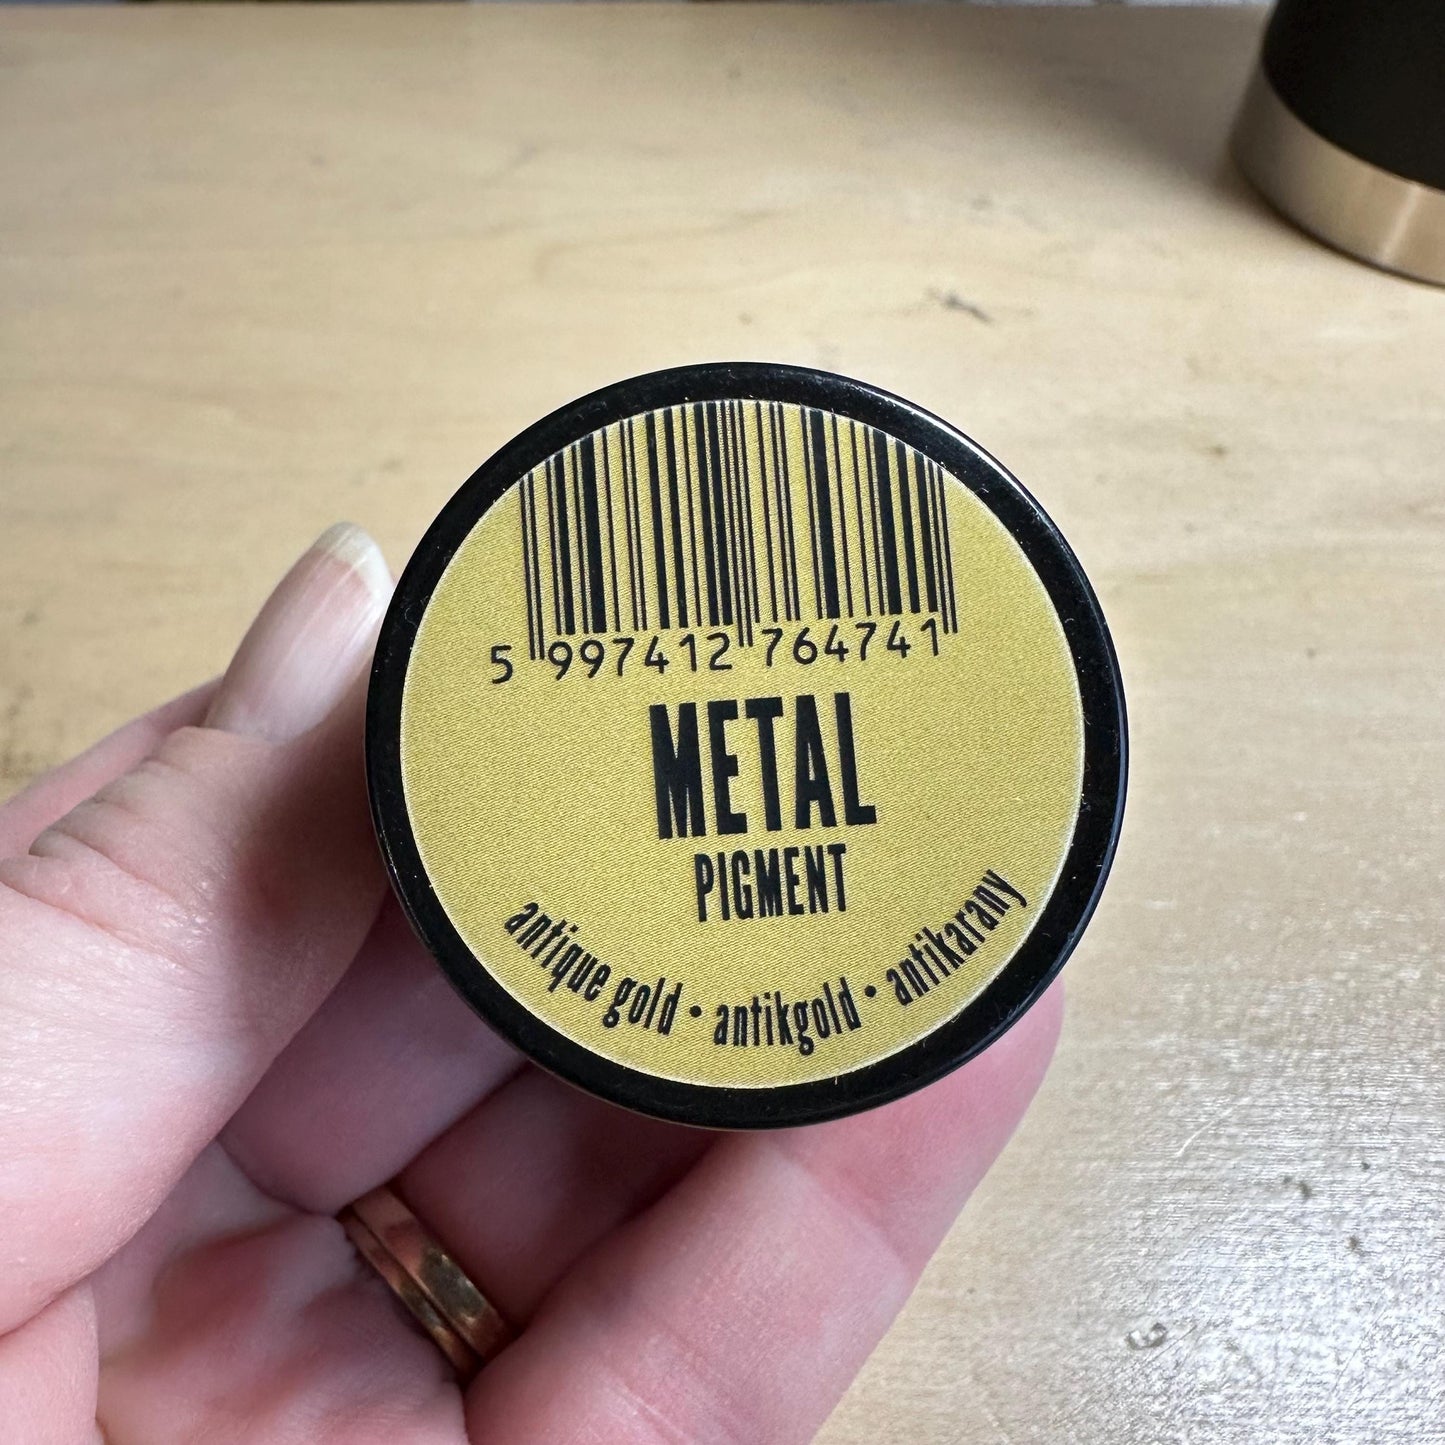 5 997412 764741
METAL
PIGMENT
antique gold • antikgold • antikarany